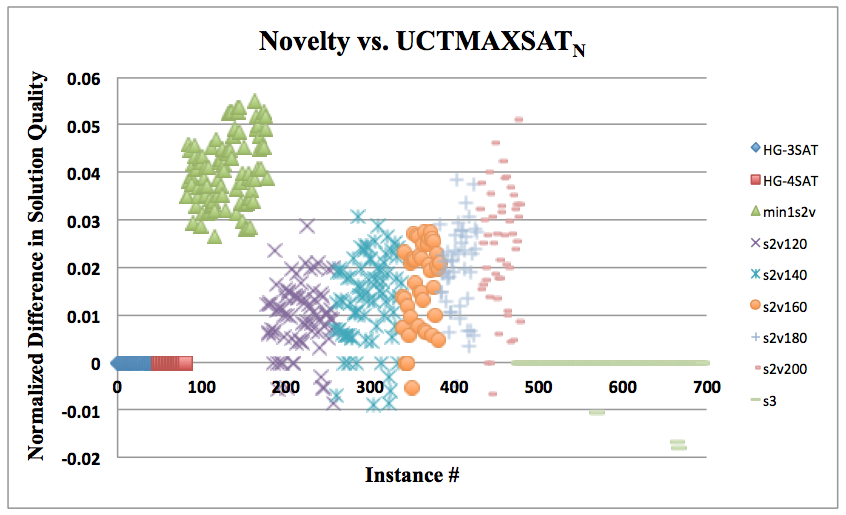 Novelty vs. UCTMAXSATN
Normalized Difference in Solution Quality
0.06
0.05
0.04
0.03
0.02
0.01
0
-0.01
-0.02
0 100 200 300 400 500 600 700
Instance #
HG-3SAT
HG-4SAT
min1s2v
s2v120
s2v140
s2v160
s2v180
s2v200
s3